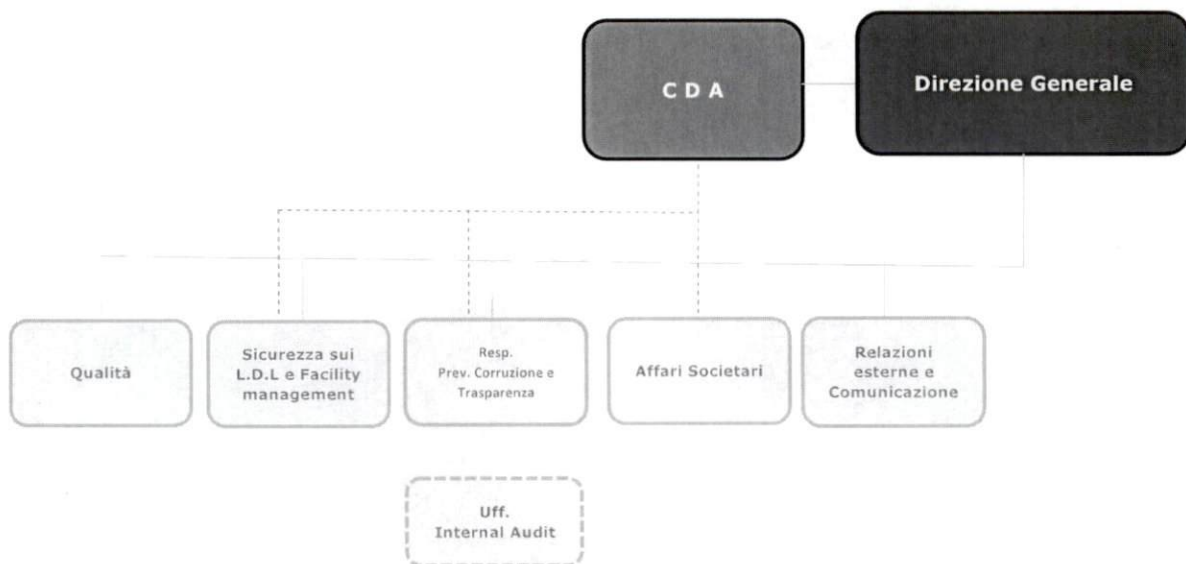 C D A
Direzione Generale
Qualità
Sicurezza sui
L.D.L e Facility
management
Resp.
Prev. Corruzione e
Trasparenza
Affari Societari
Relazioni
esterne e
Comunicazione
Uff.
Internal Audit